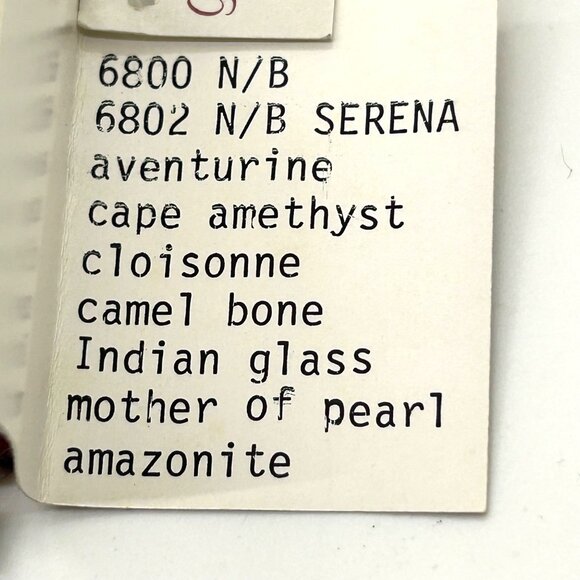 6800 N/B
6802 N/B SERENA
aventurine
cape amethyst
cloisonne
camel bone
Indian glass
mother of pearl
amazonite